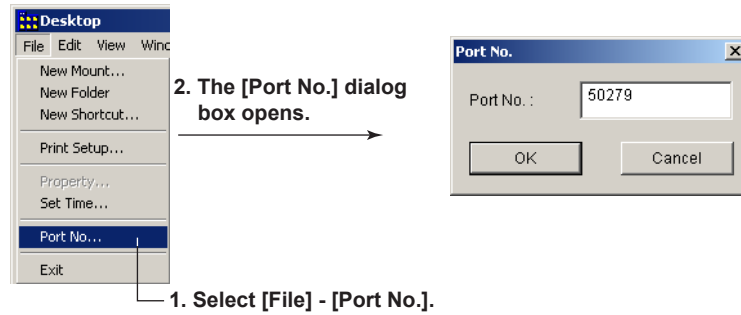 Desktop
File Edit View Wind
New Mount...
New Folder
New Shortcut...
Print Setup...
Property...
Set Time...
Port No...
Exit
1. Select [File] - [Port No.].
2. The [Port No.] dialog
box opens.
Port No.
Port No. : 50279
OK Cancel